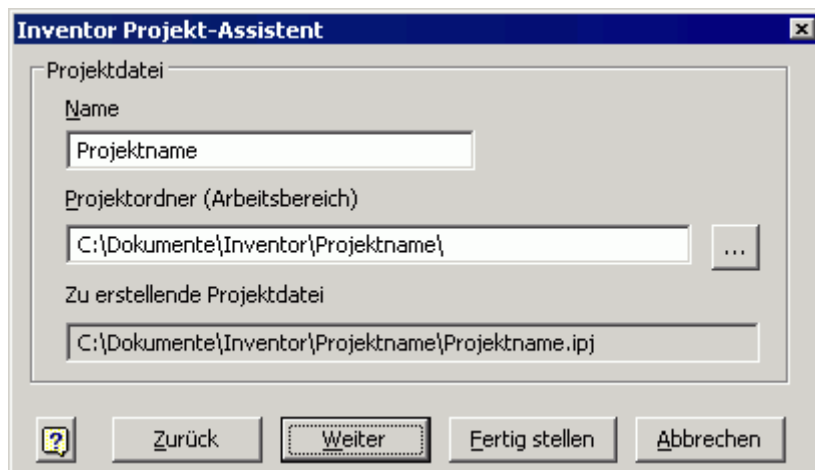 Inventor Projekt-Assistent
Projektdatei
Name
Projektname
Projektordner (Arbeitsbereich)
C:\Dokumente\Inventor\Projektname\
...
Zu erstellende Projektdatei
C:\Dokumente\Inventor\Projektname\Projektname.ipj
? Zurück Weiter Fertig stellen Abbrechen